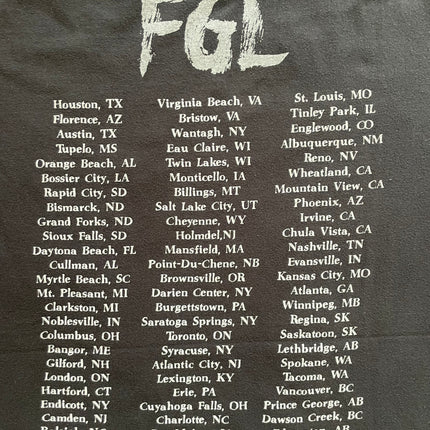 FGL
Houston, TX
Florence, AZ
Austin, TX
Tupelo, MS
Orange Beach, AL
Bossier City, LA
Rapid City, SD
Bismarck, ND
Grand Forks, ND
Sioux Falls, SD
Daytona Beach, FL
Cullman, AL
Myrtle Beach, SC
Mt. Pleasant, MI
Clarkston, MI
Noblesville, IN
Columbus, OH
Bangor, ME
Gilford, NH
London, ON
Hartford, CT
Endicott, NY
Camden, NJ
Virginia Beach, VA
Bristow, VA
Wantagh, NY
Eau Claire, WI
Twin Lakes, WI
Monticello, IA
Billings, MT
Salt Lake City, UT
Cheyenne, WY
Holmdel,NJ
Mansfield, MA
Point-Du-Chene, NB
Brownsville, OR
Darien Center, NY
Burgettstown, PA
Saratoga Springs, NY
Toronto, ON
Syracuse, NY
Atlantic City, NJ
Lexington, KY
Erie, PA
Cuyahoga Falls, OH
Charlotte, NC
St. Louis, MO
Tinley Park, IL
Englewood, CO
Albuquerque, NM
Reno, NV
Wheatland, CA
Mountain View, CA
Phoenix, AZ
Irvine, CA
Chula Vista, CA
Nashville, TN
Evansville, IN
Kansas City, MO
Atlanta, GA
Winnipeg, MB
Regina, SK
Saskatoon, SK
Lethbridge, AB
Spokane, WA
Tacoma, WA
Vancouver, BC
Prince George, AB
Dawson Creek, BC